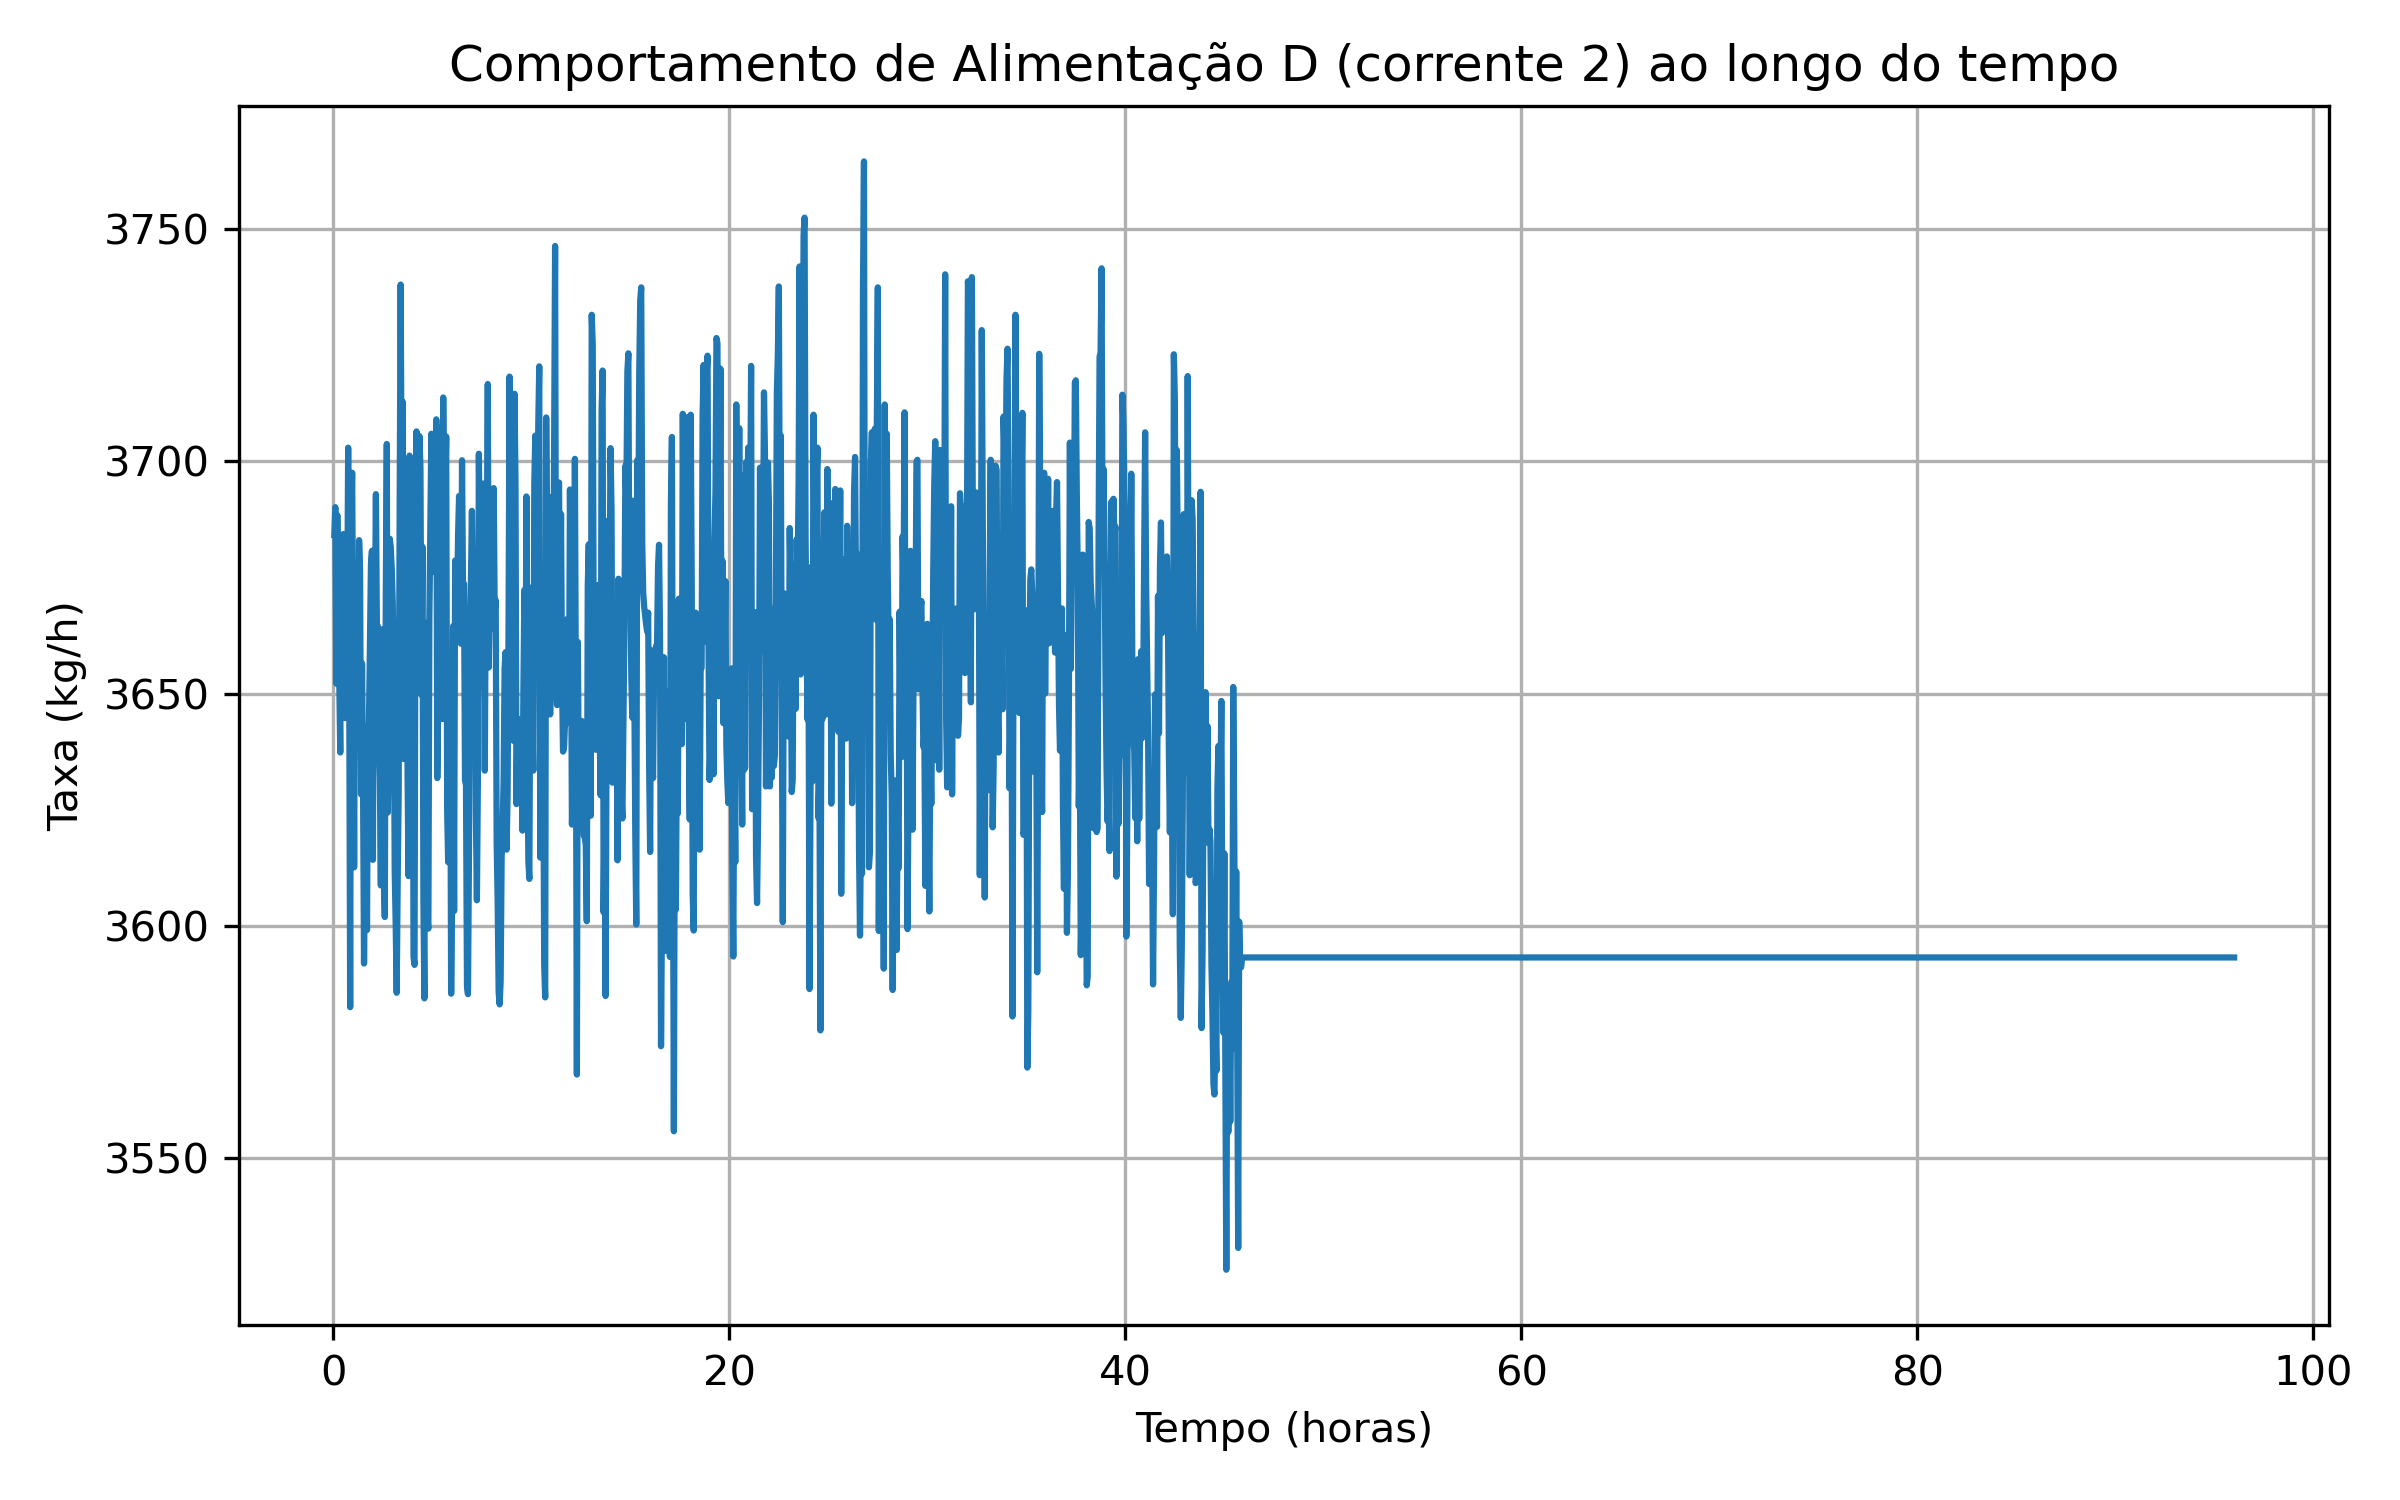 Comportamento de Alimentação D (corrente 2) ao longo do tempo
3750
3700
3650
3600
3550
Taxa (kg/h)
0 20 40 60 80 100
Tempo (horas)